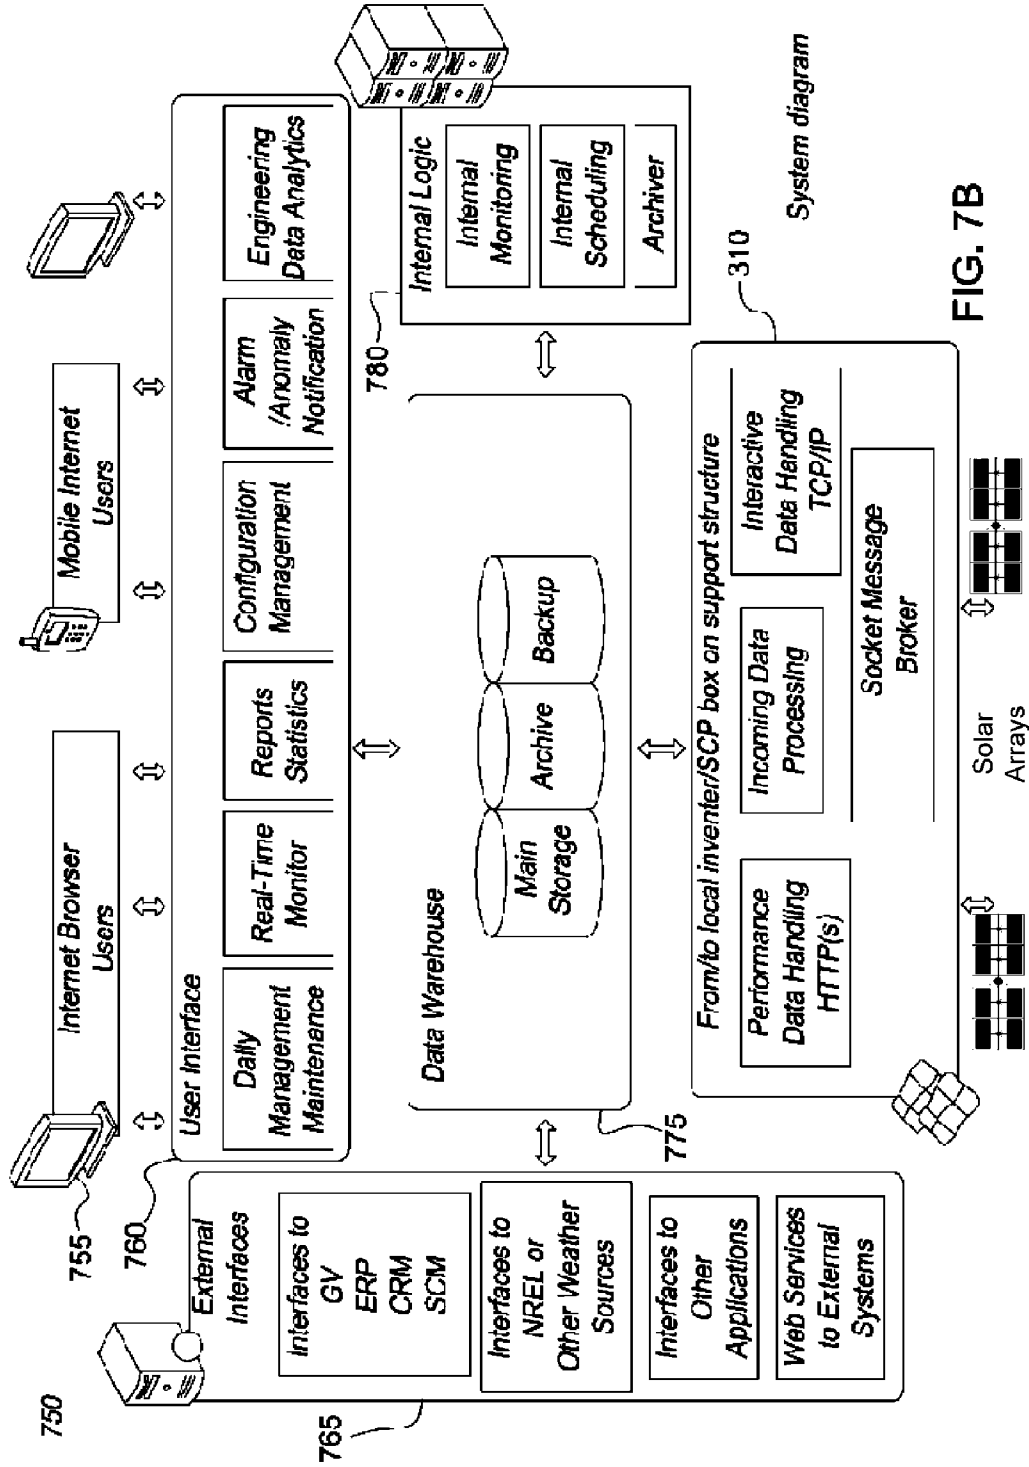 750
755
Internet Browser
Users
Mobile Internet
Users
760
User Interface
Daily
Management
Maintenance
Real-Time
Monitor
Reports
Statistics
Configuration
Management
Alarm
/Anomaly
Notification
Engineering
Data Analytics
External
Interfaces
Interfaces to
GV
ERP
CRM
SCM
Interfaces to
NREL or
Other Weather
Sources
Interfaces to
Other
Applications
Web Services
to External
Systems
765
Data Warehouse
Main
Storage
Archive
Backup
775
780
Internal Logic
Internal
Monitoring
Internal
Scheduling
Archiver
From/to local inventer/SCP box on support structure
310
Performance
Data Handling
HTTP(s)
Incoming Data
Processing
Interactive
Data Handling
TCP/IP
Socket Message
Broker
Solar
Arrays
System diagram
FIG. 7B